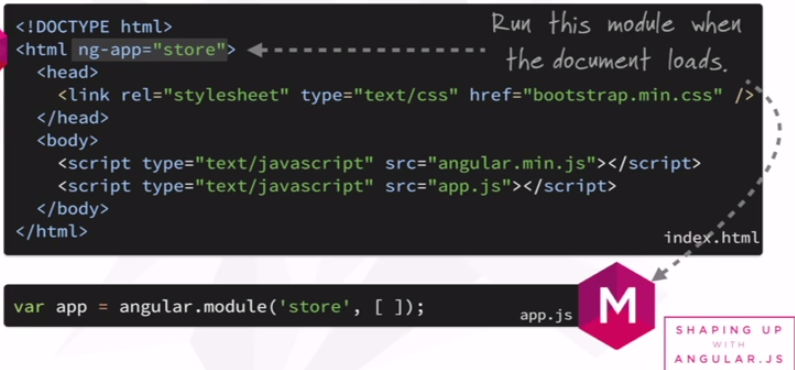 <!DOCTYPE html>
<html ng-app="store">
Run this module when
the document loads.
<head>
<link rel="stylesheet" type="text/css" href="bootstrap.min.css" />
</head>
<body>
<script type="text/javascript" src="angular.min.js"></script>
<script type="text/javascript" src="app.js"></script>
</body>
</html>
index.html
var app = angular.module('store', [ ]);
app.js
M
SHAPING UP
WITH
ANGULAR.JS